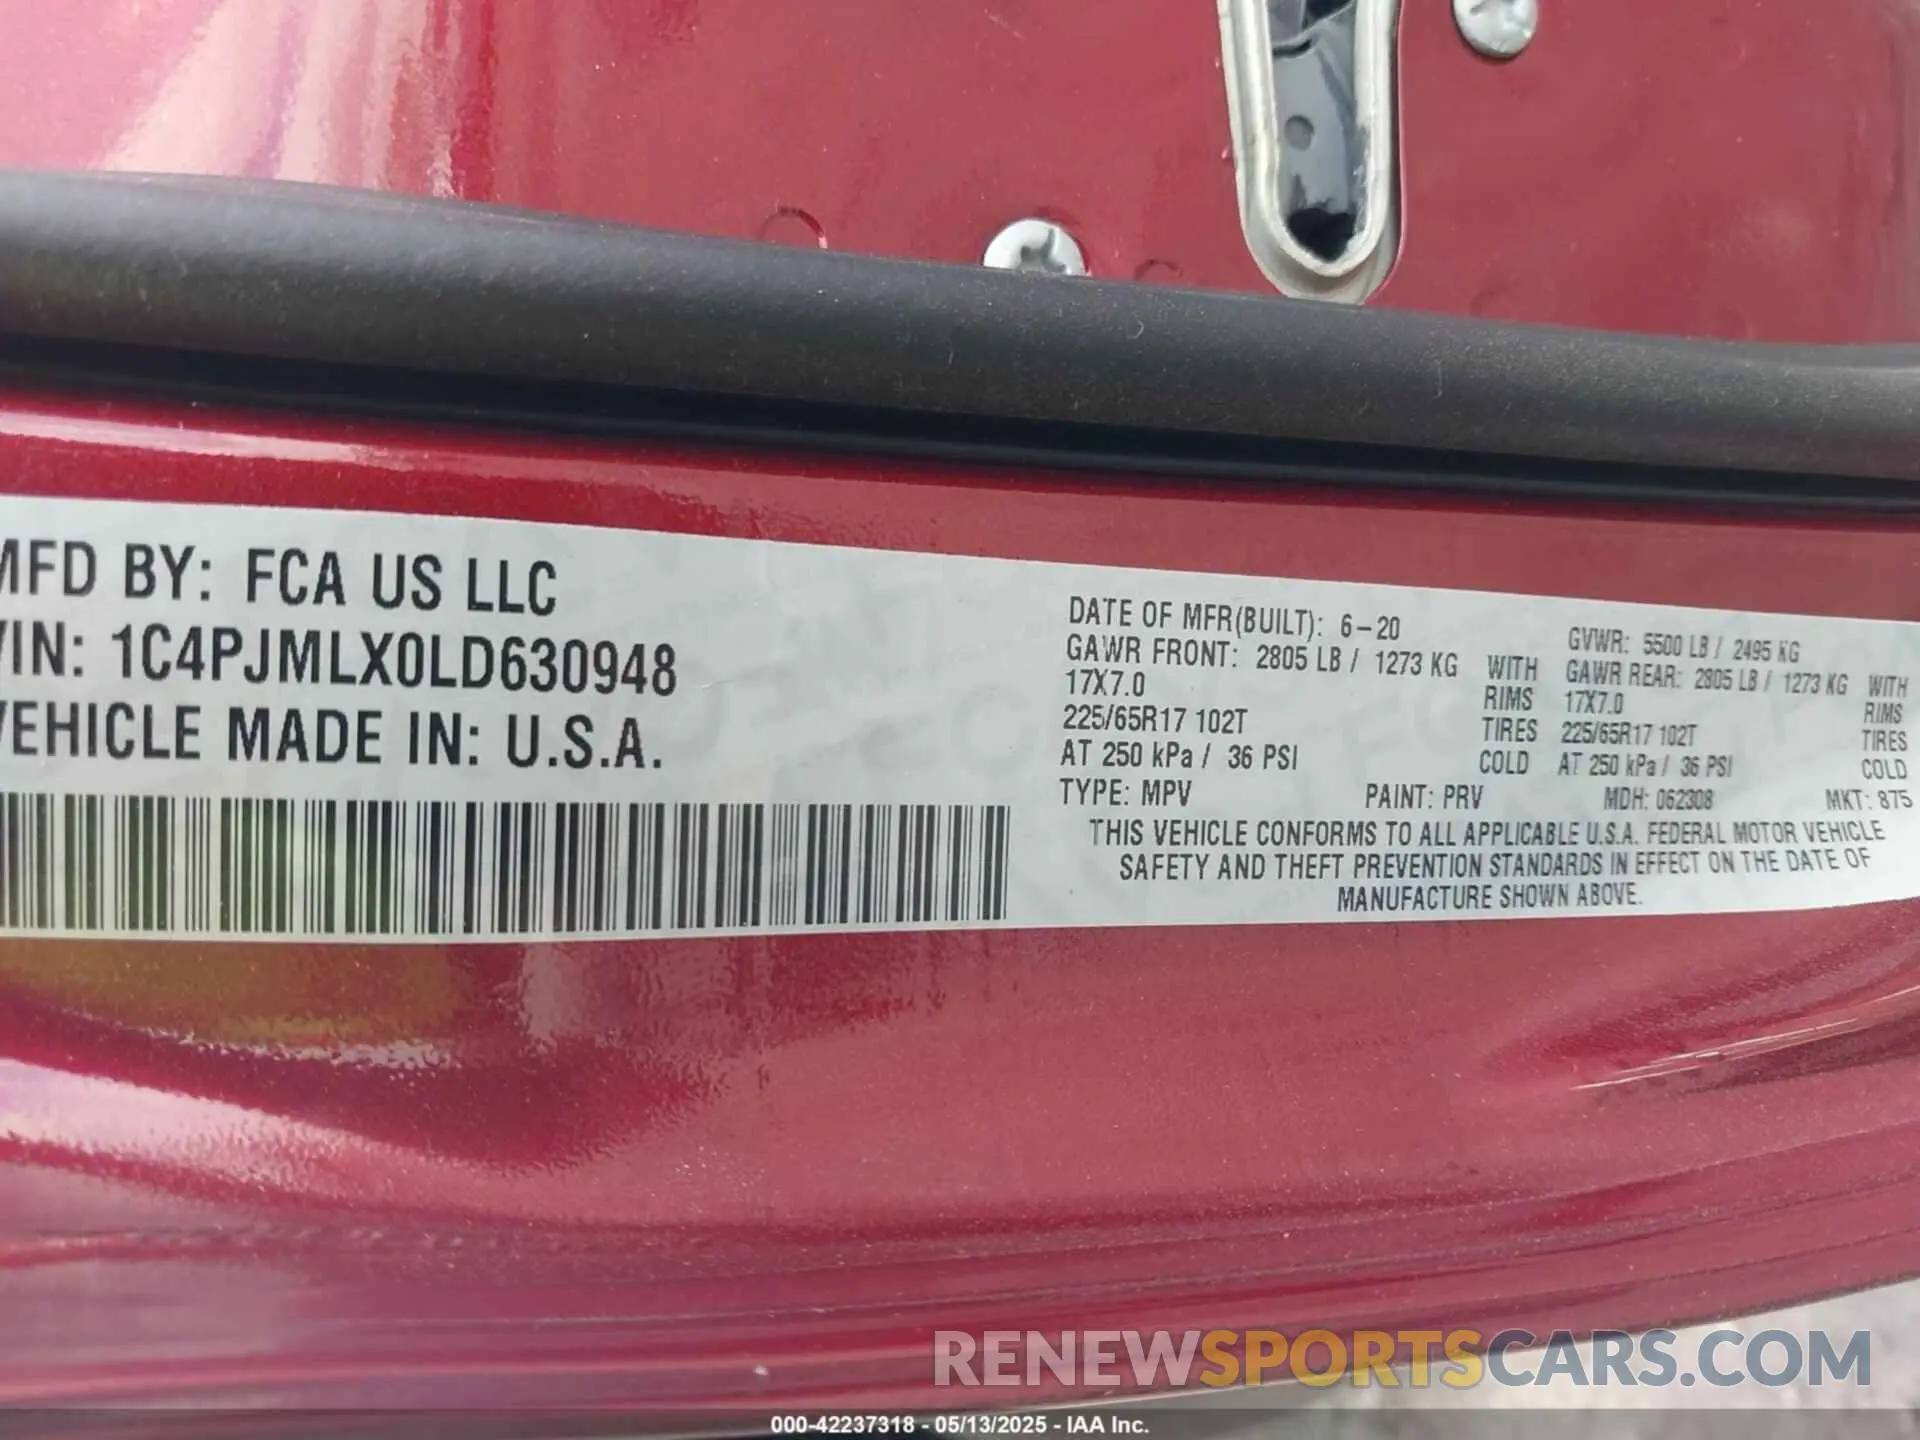 MFD BY: FCA US LLC
VIN: 1C4PJMLX0LD630948
VEHICLE MADE IN: U.S.A.
DATE OF MFR(BUILT): 6-20 GVWR: 5500 LB / 2495 KG
GAWR FRONT: 2805 LB / 1273 KG WITH GAWR REAR: 2805 LB / 1273 KG WITH
17X7.0 RIMS 17X7.0 RIMS
225/65R17 102T TIRES 225/65R17 102T TIRES
AT 250 kPa / 36 PSI COLD AT 250 kPa / 36 PSI COLD
TYPE: MPV PAINT: PRV MDH: 062308 MKT: 875
THIS VEHICLE CONFORMS TO ALL APPLICABLE U.S.A. FEDERAL MOTOR VEHICLE
SAFETY AND THEFT PREVENTION STANDARDS IN EFFECT ON THE DATE OF
MANUFACTURE SHOWN ABOVE.
RENEWSPORTSCARS.COM
000-42237318 - 05/13/2025 - IAA Inc.